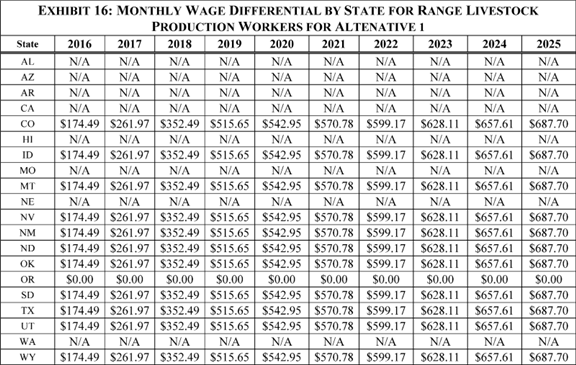 EXHIBIT 16: MONTHLY WAGE DIFFERENTIAL BY STATE FOR RANGE LIVESTOCK
PRODUCTION WORKERS FOR ALTENATIVE 1
State 2016 2017 2018 2019 2020 2021 2022 2023 2024 2025
AL N/A N/A N/A N/A N/A N/A N/A N/A N/A N/A
AZ N/A N/A N/A N/A N/A N/A N/A N/A N/A N/A
AR N/A N/A N/A N/A N/A N/A N/A N/A N/A N/A
CA N/A N/A N/A N/A N/A N/A N/A N/A N/A N/A
CO $174.49 $261.97 $352.49 $515.65 $542.95 $570.78 $599.17 $628.11 $657.61 $687.70
HI N/A N/A N/A N/A N/A N/A N/A N/A N/A N/A
ID $174.49 $261.97 $352.49 $515.65 $542.95 $570.78 $599.17 $628.11 $657.61 $687.70
MO N/A N/A N/A N/A N/A N/A N/A N/A N/A N/A
MT $174.49 $261.97 $352.49 $515.65 $542.95 $570.78 $599.17 $628.11 $657.61 $687.70
NE N/A N/A N/A N/A N/A N/A N/A N/A N/A N/A
NV $174.49 $261.97 $352.49 $515.65 $542.95 $570.78 $599.17 $628.11 $657.61 $687.70
NM $174.49 $261.97 $352.49 $515.65 $542.95 $570.78 $599.17 $628.11 $657.61 $687.70
ND $174.49 $261.97 $352.49 $515.65 $542.95 $570.78 $599.17 $628.11 $657.61 $687.70
OK $174.49 $261.97 $352.49 $515.65 $542.95 $570.78 $599.17 $628.11 $657.61 $687.70
OR $0.00 $0.00 $0.00 $0.00 $0.00 $0.00 $0.00 $0.00 $0.00 $0.00
SD $174.49 $261.97 $352.49 $515.65 $542.95 $570.78 $599.17 $628.11 $657.61 $687.70
TX $174.49 $261.97 $352.49 $515.65 $542.95 $570.78 $599.17 $628.11 $657.61 $687.70
UT $174.49 $261.97 $352.49 $515.65 $542.95 $570.78 $599.17 $628.11 $657.61 $687.70
WA N/A N/A N/A N/A N/A N/A N/A N/A N/A N/A
WY $174.49 $261.97 $352.49 $515.65 $542.95 $570.78 $599.17 $628.11 $657.61 $687.70